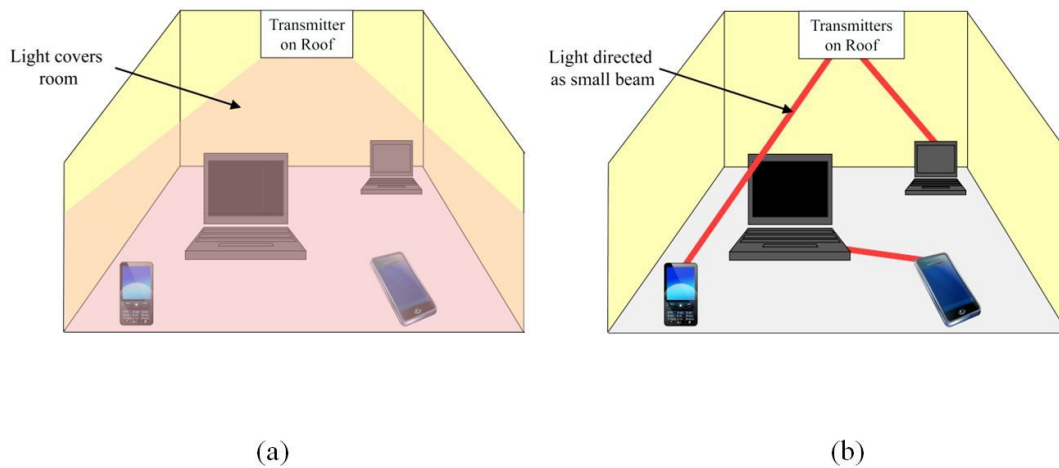 Transmitter
on Roof
Light covers
room
Transmitters
on Roof
Light directed
as small beam
(a)
(b)